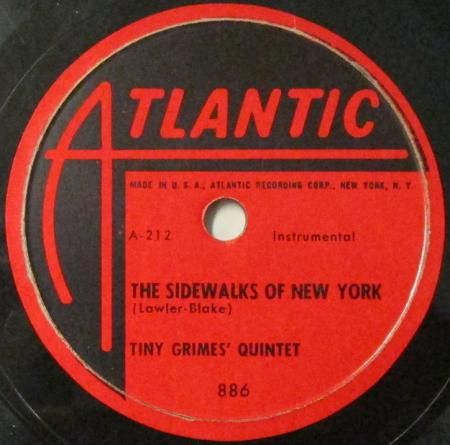 ATLANTIC
MADE IN U. S. A., ATLANTIC RECORDING CORP., NEW YORK, N. Y.
A-212 Instrumental
THE SIDEWALKS OF NEW YORK
(Lawler-Blake)
TINY GRIMES' QUINTET
886